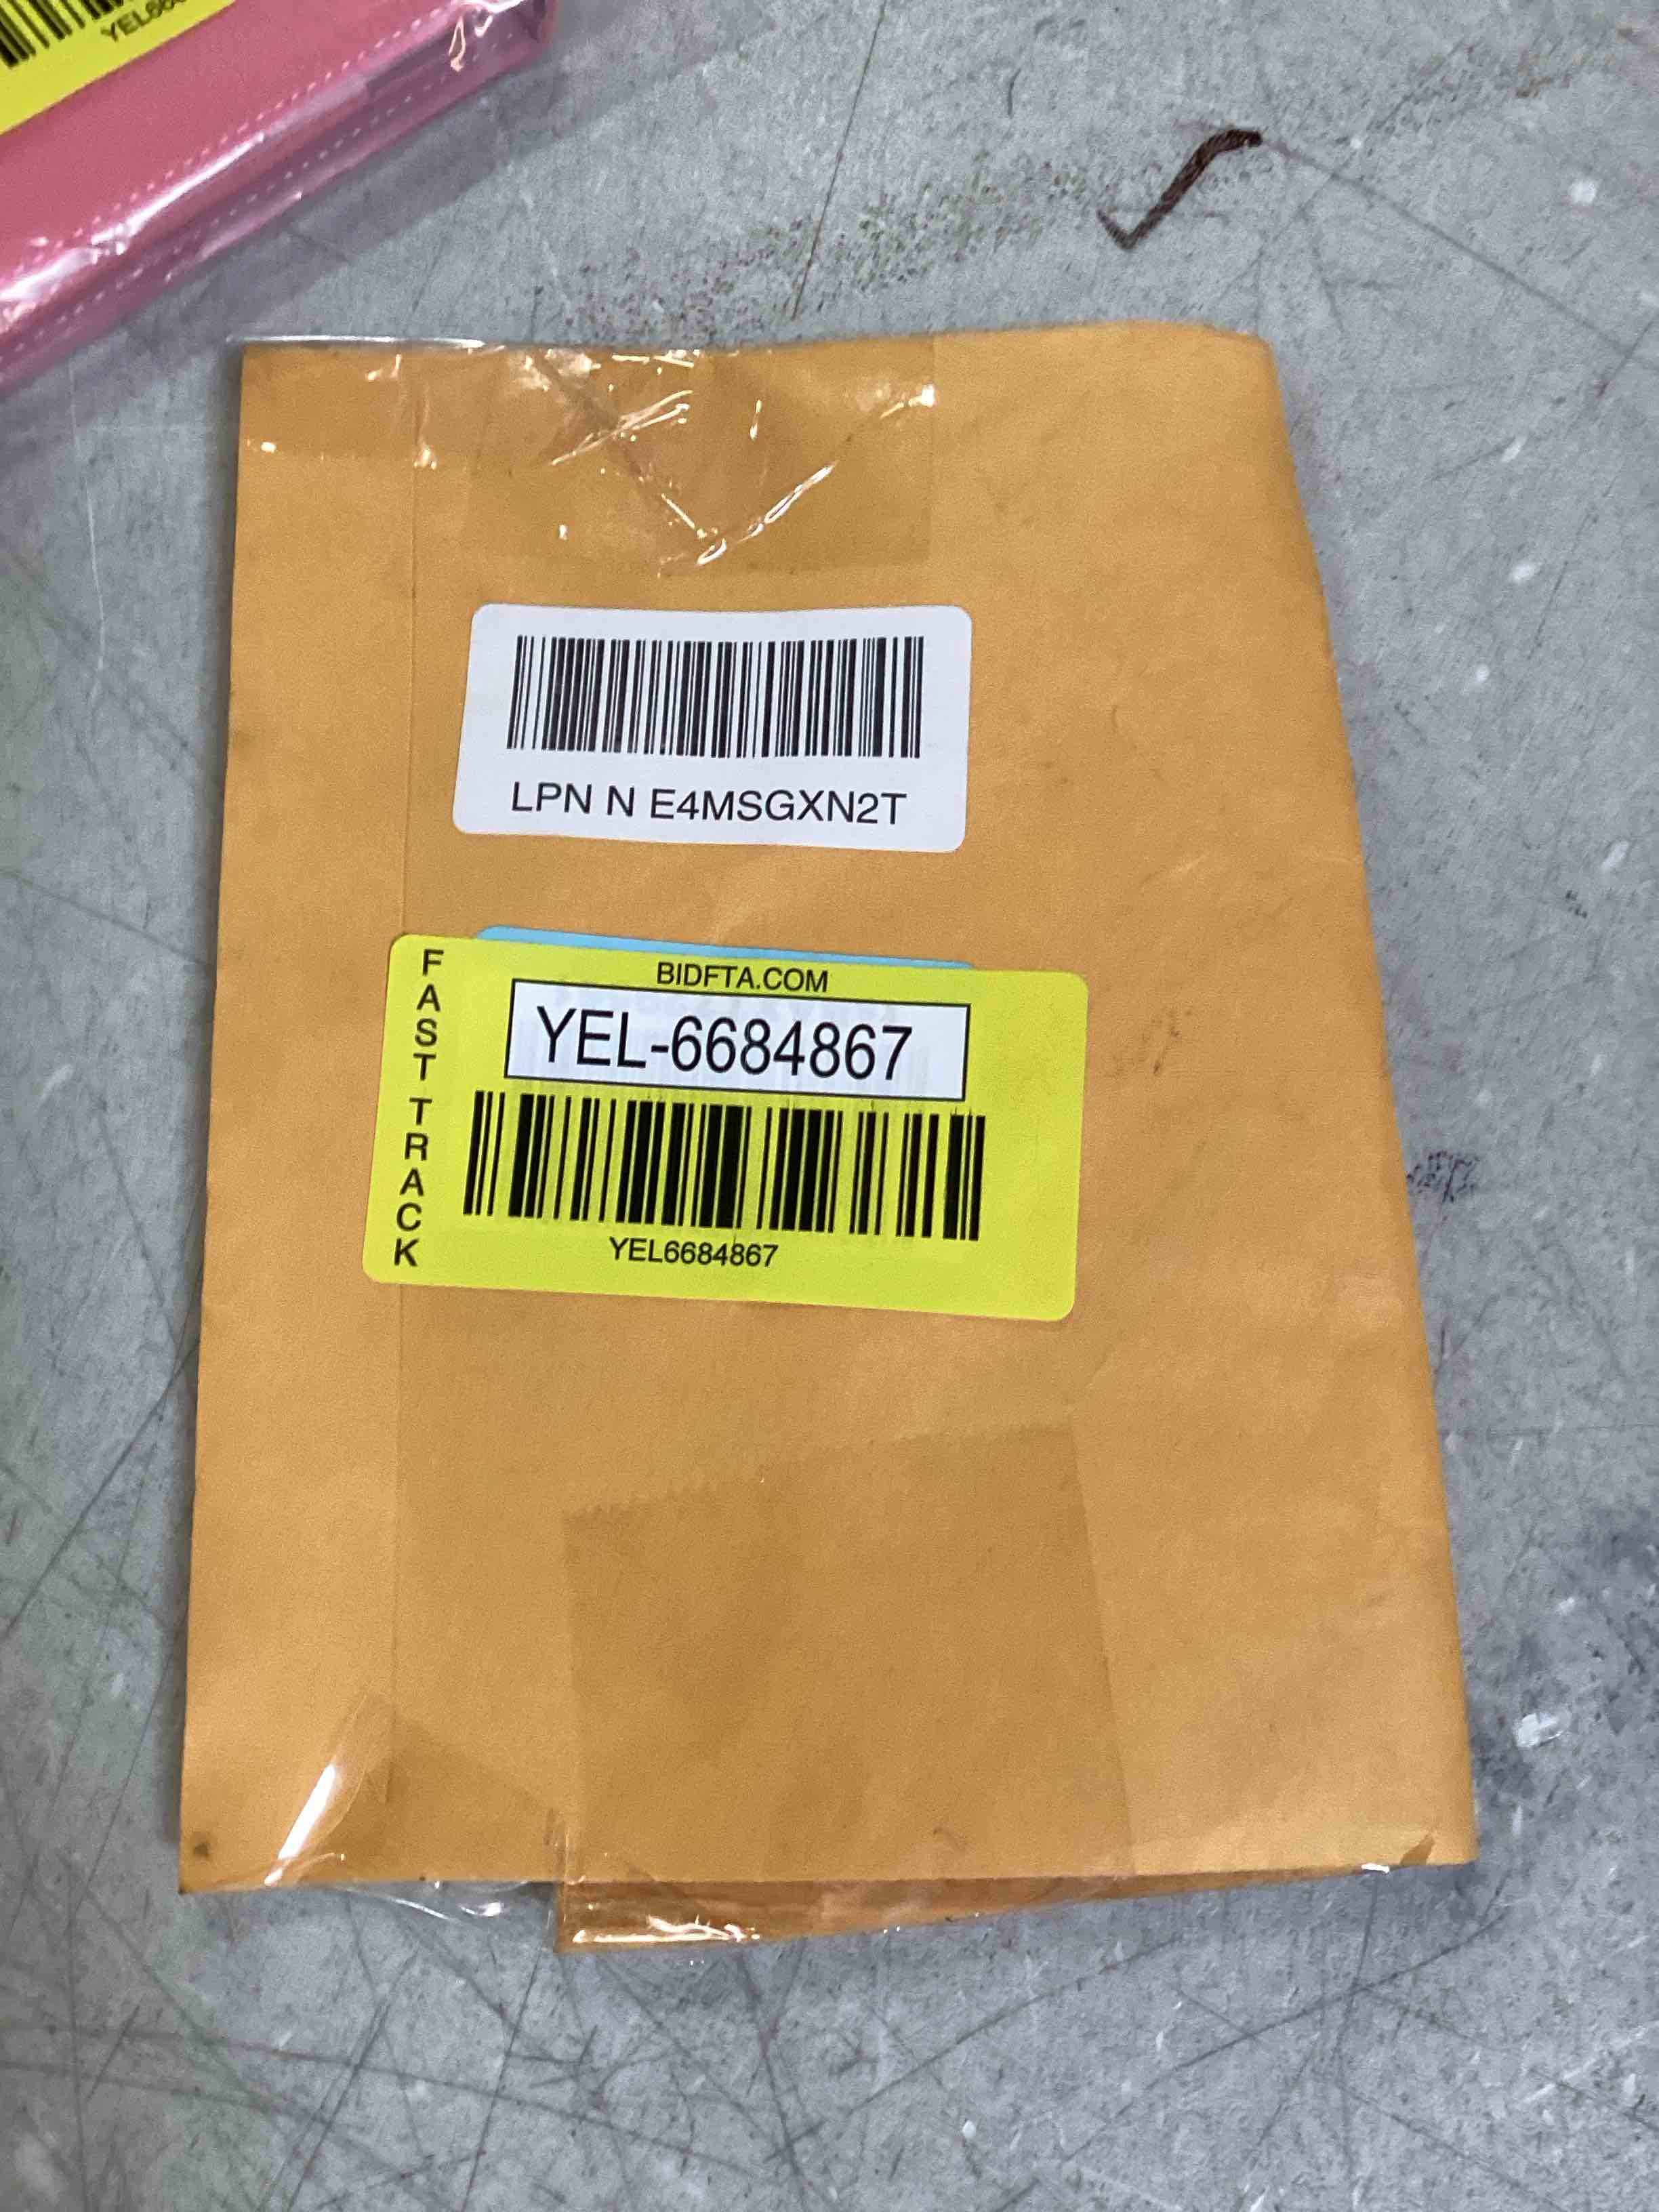 LPN N E4MSGXN2T
FAST TRACK
BIDFTA.COM
YEL-6684867
YEL6684867